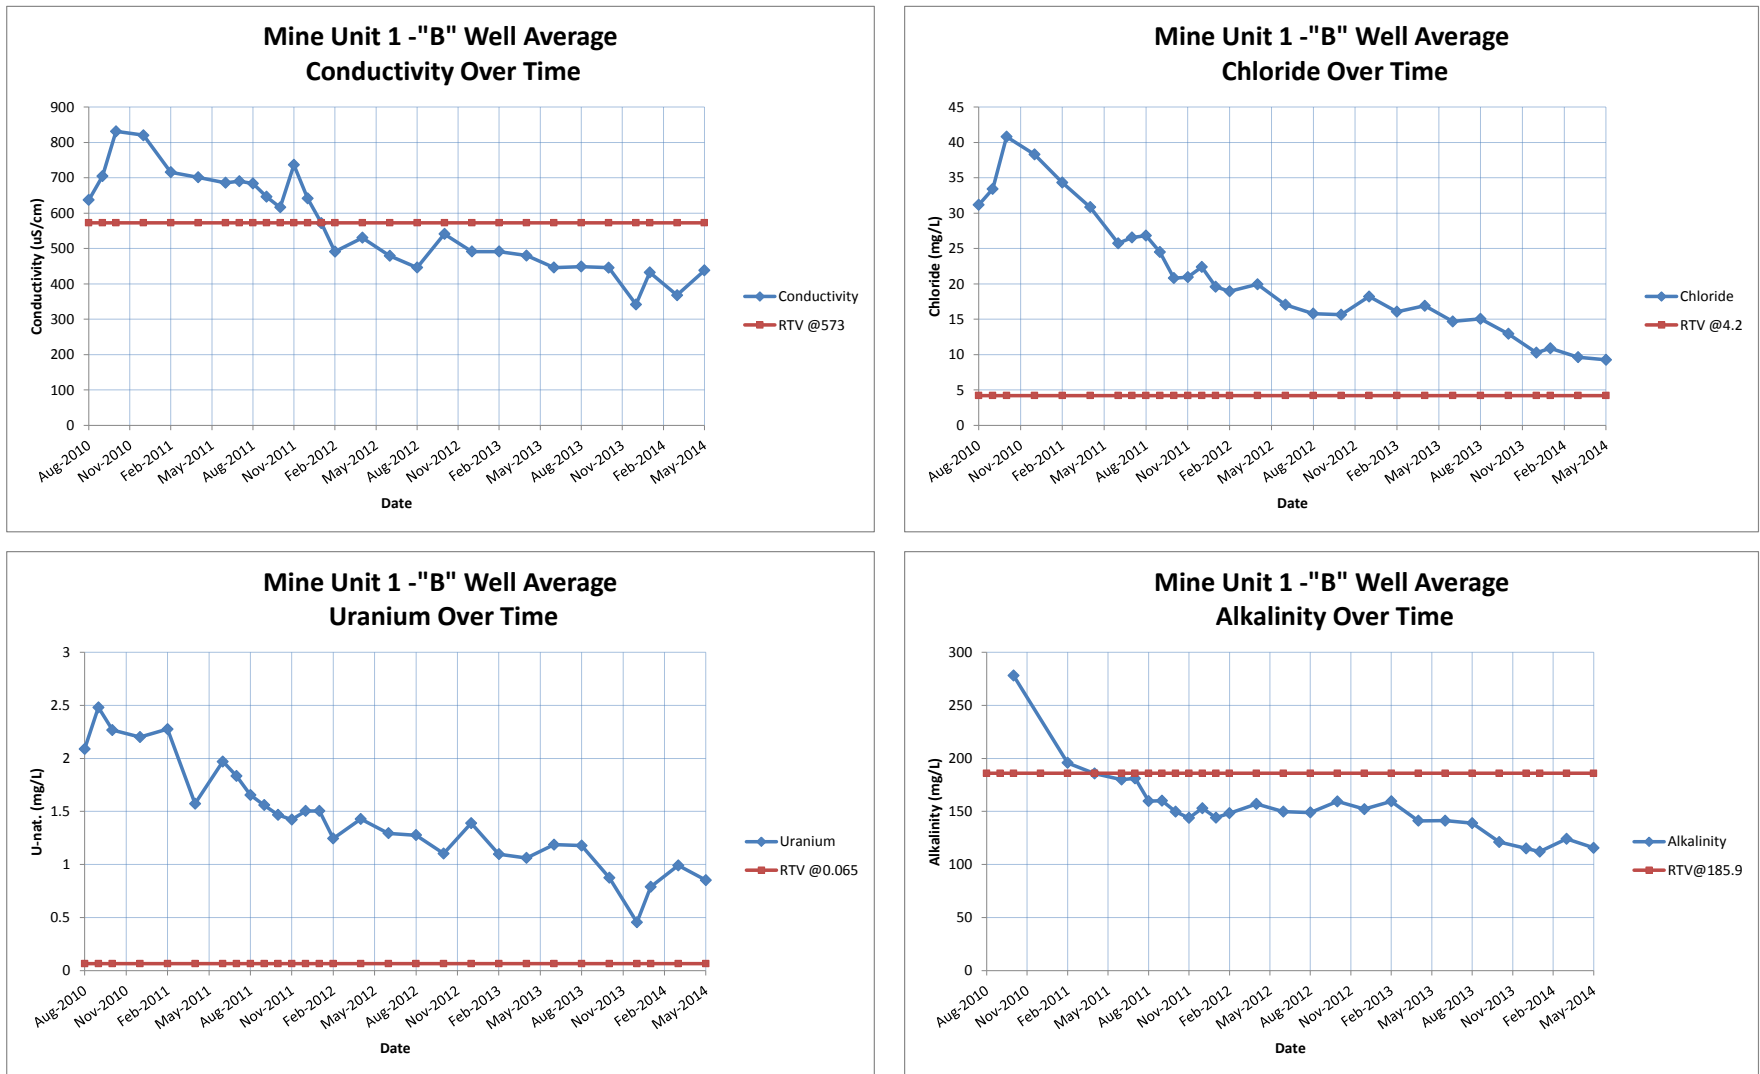 Mine Unit 1 -"B" Well Average
Conductivity Over Time
900
800
700
600
500
400
300
200
100
0
Conductivity (uS/cm)
Aug-2010
Nov-2010
Feb-2011
May-2011
Aug-2011
Nov-2011
Feb-2012
May-2012
Aug-2012
Nov-2012
Feb-2013
May-2013
Aug-2013
Nov-2013
Feb-2014
May-2014
Date
Conductivity
RTV @573
Mine Unit 1 -"B" Well Average
Chloride Over Time
45
40
35
30
25
20
15
10
5
0
Chloride (mg/L)
Aug-2010
Nov-2010
Feb-2011
May-2011
Aug-2011
Nov-2011
Feb-2012
May-2012
Aug-2012
Nov-2012
Feb-2013
May-2013
Aug-2013
Nov-2013
Feb-2014
May-2014
Date
Chloride
RTV @4.2
Mine Unit 1 -"B" Well Average
Uranium Over Time
3
2.5
2
1.5
1
0.5
0
U-nat. (mg/L)
Aug-2010
Nov-2010
Feb-2011
May-2011
Aug-2011
Nov-2011
Feb-2012
May-2012
Aug-2012
Nov-2012
Feb-2013
May-2013
Aug-2013
Nov-2013
Feb-2014
May-2014
Date
Uranium
RTV @0.065
Mine Unit 1 -"B" Well Average
Alkalinity Over Time
300
250
200
150
100
50
0
Alkalinity (mg/L)
Aug-2010
Nov-2010
Feb-2011
May-2011
Aug-2011
Nov-2011
Feb-2012
May-2012
Aug-2012
Nov-2012
Feb-2013
May-2013
Aug-2013
Nov-2013
Feb-2014
May-2014
Date
Alkalinity
RTV@185.9